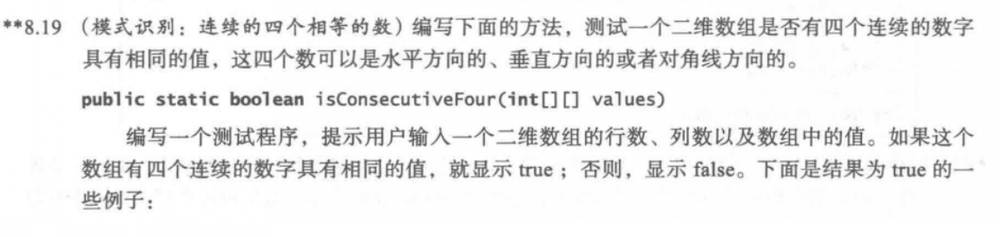 **8.19 （模式识别：连续的四个相等的数）编写下面的方法，测试一个二维数组是否有四个连续的数字
具有相同的值，这四个数可以是水平方向的、垂直方向的或者对角线方向的。
public static boolean isConsecutiveFour(int[][] values)
编写一个测试程序，提示用户输入一个二维数组的行数、列数以及数组中的值。如果这个
数组有四个连续的数字具有相同的值，就显示 true；否则，显示 false。下面是结果为 true 的一
些例子：